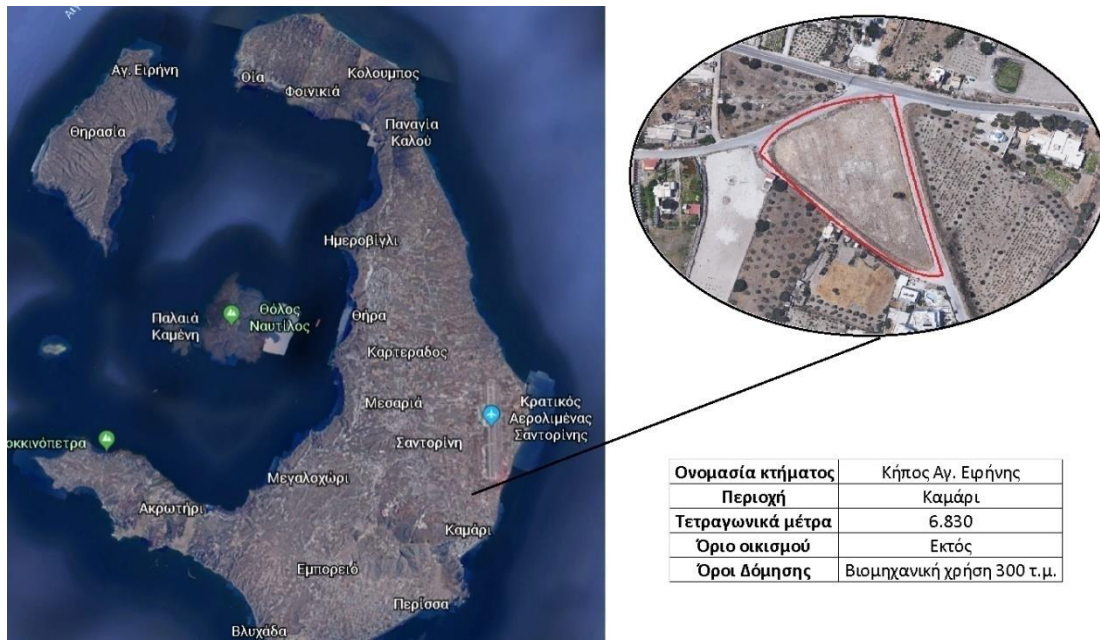 Αγ. Ειρήνη
Θηρασία
Οία
Φοινικιά
Κολουμπος
Παναγία
Καλού
Ημεροβίγλι
Παλαιά
Καμένη
Θόλος
Ναυτίλος
Θήρα
Καρτεραδος
Μεσαριά
Κρατικός
Αερολιμένας
Σαντορίνης
Σαντορίνη
οκκινόπετρα
Μεγαλοχώρι
Ακρωτήρι
Καμάρι
Εμπορειό
Περίσσα
Βλυχάδα
Ονομασία κτήματος Κήπος Αγ. Ειρήνης
Περιοχή Καμάρι
Τετραγωνικά μέτρα 6.830
Όριο οικισμού Εκτός
Όροι Δόμησης Βιομηχανική χρήση 300 τ.μ.